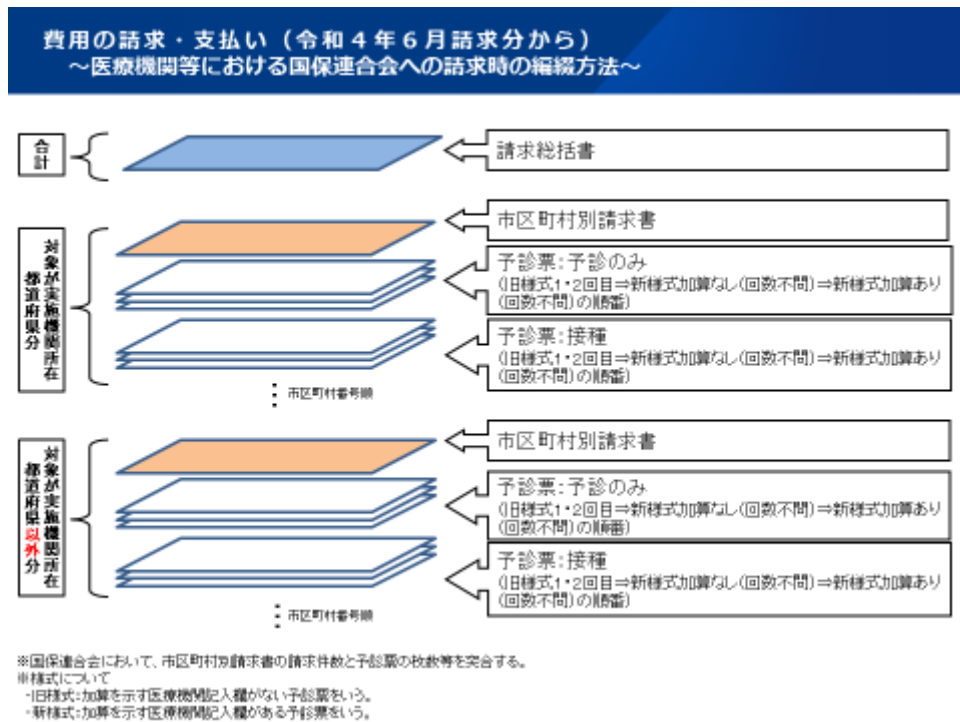 費用の請求・支払い（令和４年６月請求分から）
～医療機関等における国保連合会への請求時の編綴方法～
合計
請求総括書
対象が実施機関所在
都道府県分
市区町村別請求書
予診票：予診のみ
（旧様式1・2回目⇒新様式加算なし（回数不問）⇒新様式加算あり
（回数不問）の順番）
予診票：接種
（旧様式1・2回目⇒新様式加算なし（回数不問）⇒新様式加算あり
（回数不問）の順番）
市区町村番号順
対象が実施機関所在
都道府県以外分
市区町村別請求書
予診票：予診のみ
（旧様式1・2回目⇒新様式加算なし（回数不問）⇒新様式加算あり
（回数不問）の順番）
予診票：接種
（旧様式1・2回目⇒新様式加算なし（回数不問）⇒新様式加算あり
（回数不問）の順番）
市区町村番号順
※国保連合会において、市区町村別請求書の請求件数と予診票の枚数等を突合する。
※様式について
・旧様式：加算を示す医療機関記入欄がない予診票をいう。
・新様式：加算を示す医療機関記入欄がある予診票をいう。